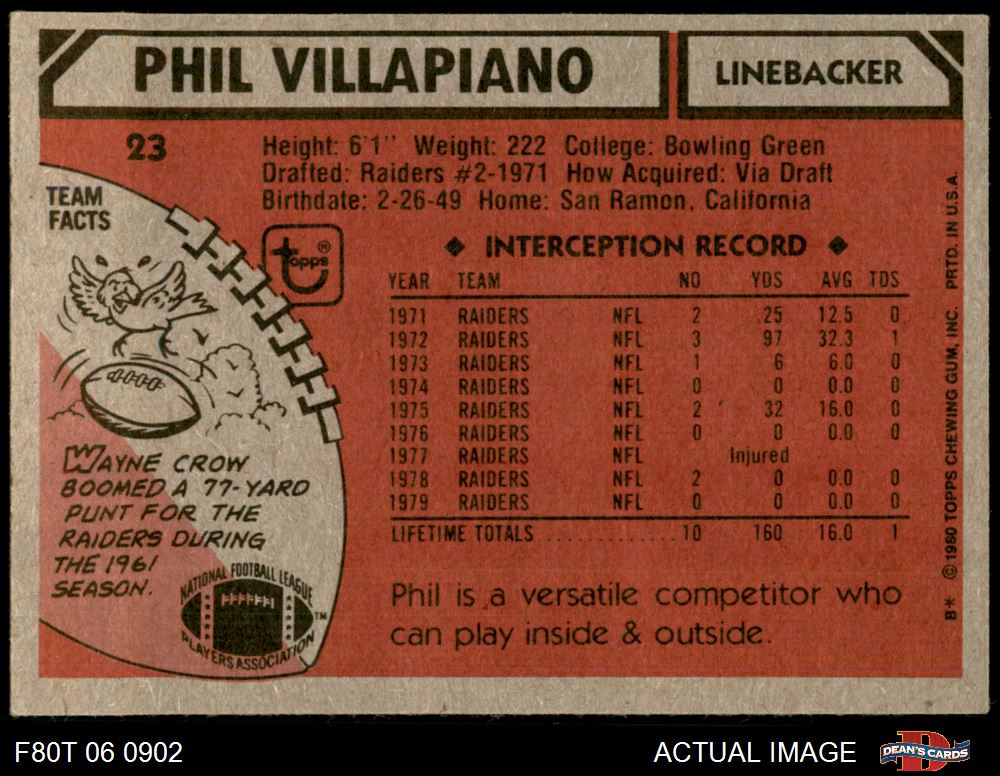 PHIL VILLAPIANO
LINEBACKER
23
Height: 6'1" Weight: 222 College: Bowling Green
Drafted: Raiders #2-1971 How Acquired: Via Draft
Birthdate: 2-26-49 Home: San Ramon, California
TEAM
FACTS
topps®
◆ INTERCEPTION RECORD ◆
YEAR TEAM NO YDS AVG TDS
1971 RAIDERS NFL 2 25 12.5 0
1972 RAIDERS NFL 3 97 32.3 1
1973 RAIDERS NFL 1 6 6.0 0
1974 RAIDERS NFL 0 0 0.0 0
1975 RAIDERS NFL 2 32 16.0 0
1976 RAIDERS NFL 0 0 0.0 0
1977 RAIDERS NFL Injured
1978 RAIDERS NFL 2 0 0.0 0
1979 RAIDERS NFL 0 0 0.0 0
LIFETIME TOTALS ............. 10 160 16.0 1
Phil is a versatile competitor who
can play inside & outside.
WAYNE CROW
BOOMED A 77-YARD
PUNT FOR THE
RAIDERS DURING
THE 1961
SEASON.
NATIONAL FOOTBALL LEAGUE
PLAYERS ASSOCIATION
TM
B* © 1980 TOPPS CHEWING GUM, INC. PRTD. IN U.S.A.
F80T 06 0902
ACTUAL IMAGE
D
DEAN'S CARDS